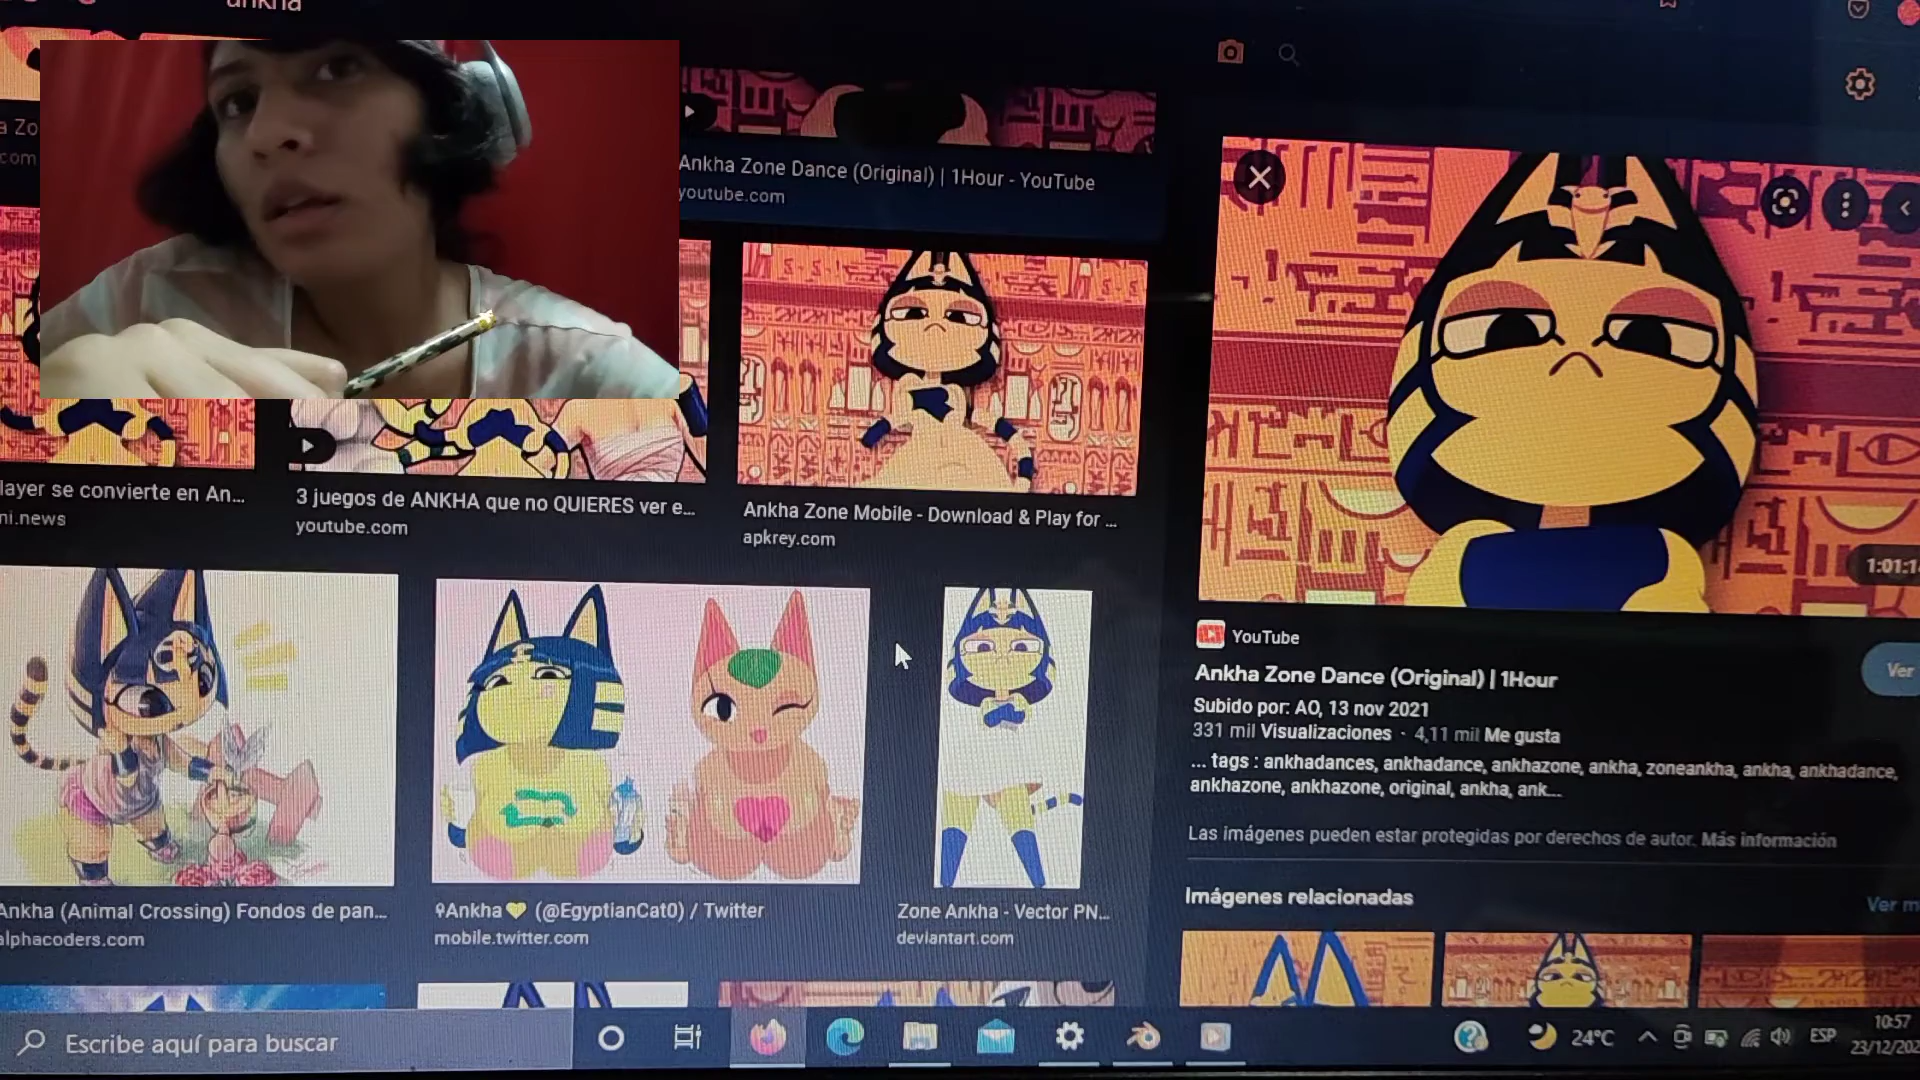 ankha
a Zo
com
Ankha Zone Dance (Original) | 1Hour - YouTube
youtube.com
layer se convierte en An...
ni.news
3 juegos de ANKHA que no QUIERES ver e...
youtube.com
Ankha Zone Mobile - Download & Play for ...
apkrey.com
Ankha (Animal Crossing) Fondos de pan...
alphacoders.com
♀Ankha💛 (@EgyptianCat0) / Twitter
mobile.twitter.com
Zone Ankha - Vector PN...
deviantart.com
1:01:1
YouTube
Ankha Zone Dance (Original) | 1Hour
Ver
Subido por: AO, 13 nov 2021
331 mil Visualizaciones · 4,11 mil Me gusta
... tags : ankhadances, ankhadance, ankhazone, ankha, zoneankha, ankha, ankhadance,
ankhazone, ankhazone, original, ankha, ank...
Las imágenes pueden estar protegidas por derechos de autor. Más información
Imágenes relacionadas
Ver m
Escribe aquí para buscar
24°C
ESP
10:57
23/12/202